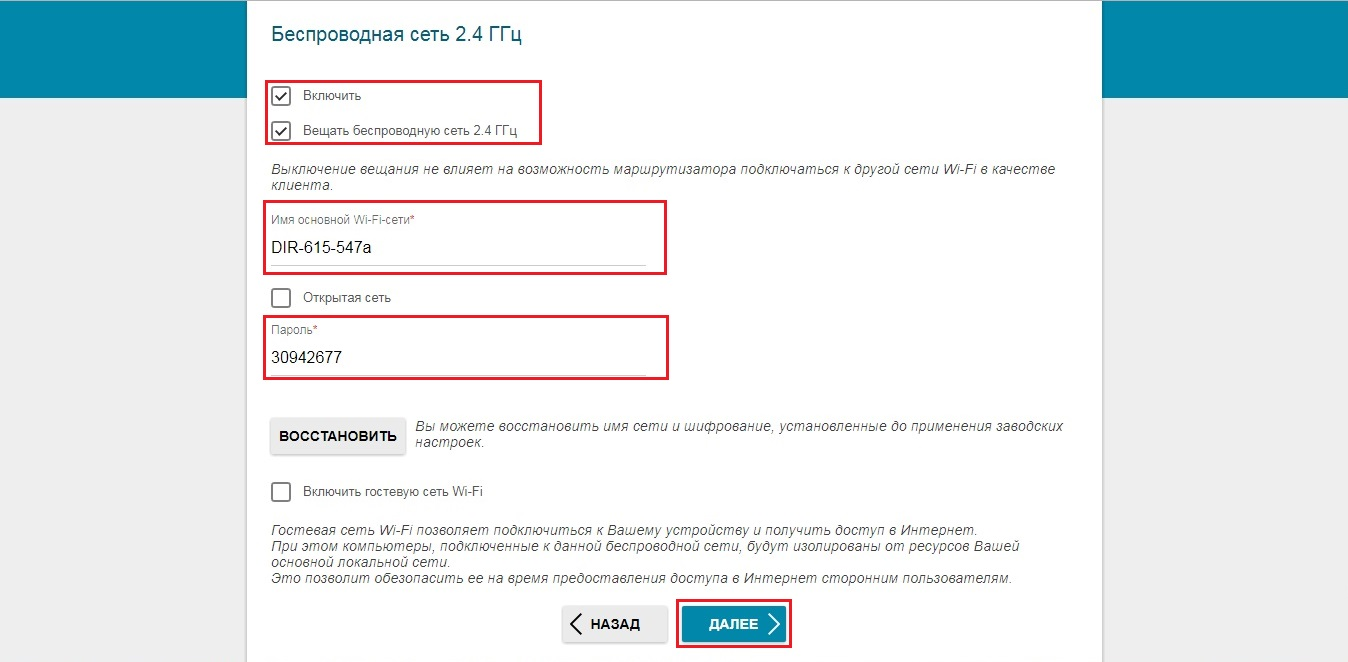 Беспроводная сеть 2.4 ГГц
Включить
Вещать беспроводную сеть 2.4 ГГц
Выключение вещания не влияет на возможность маршрутизатора подключаться к другой сети Wi-Fi в качестве
клиента.
Имя основной Wi-Fi-сети*
DIR-615-547a
Открытая сеть
Пароль*
30942677
ВОССТАНОВИТЬ
Вы можете восстановить имя сети и шифрование, установленные до применения заводских
настроек.
Включить гостевую сеть Wi-Fi
Гостевая сеть Wi-Fi позволяет подключиться к Вашему устройству и получить доступ в Интернет.
При этом компьютеры, подключенные к данной беспроводной сети, будут изолированы от ресурсов Вашей
основной локальной сети.
Это позволит обезопасить ее на время предоставления доступа в Интернет сторонним пользователям.
НАЗАД
ДАЛЕЕ